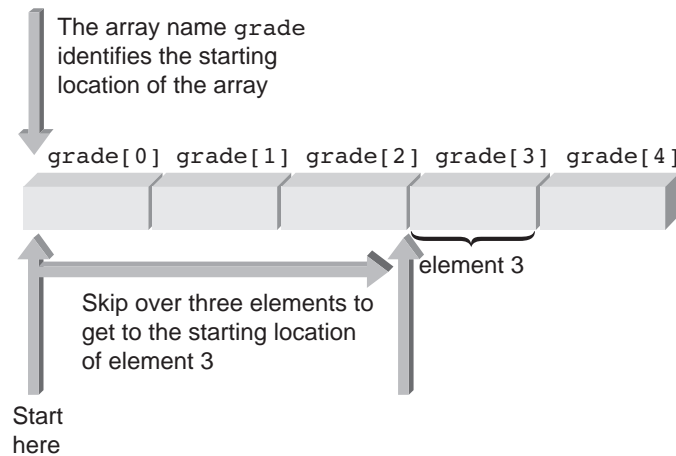 The array name grade
identifies the starting
location of the array
grade[0] grade[1] grade[2] grade[3] grade[4]
element 3
Skip over three elements to
get to the starting location
of element 3
Start
here